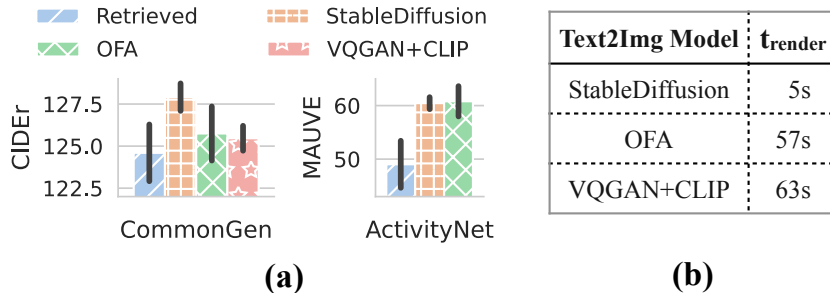 Retrieved StableDiffusion
OFA VQGAN+CLIP
CIDEr
127.5
125.0
122.5
CommonGen
MAUVE
60
50
ActivityNet
(a)
Text2Img Model t_render
StableDiffusion 5s
OFA 57s
VQGAN+CLIP 63s
(b)